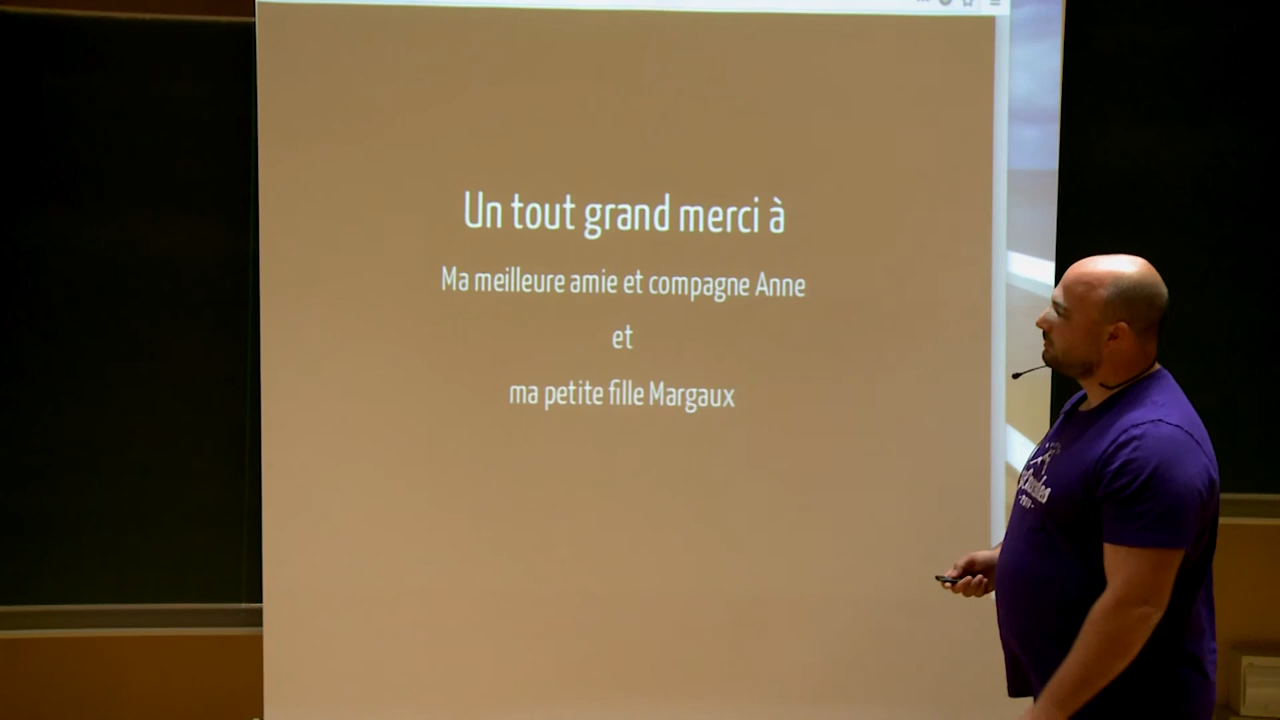 Un tout grand merci à
Ma meilleure amie et compagne Anne
et
ma petite fille Margaux